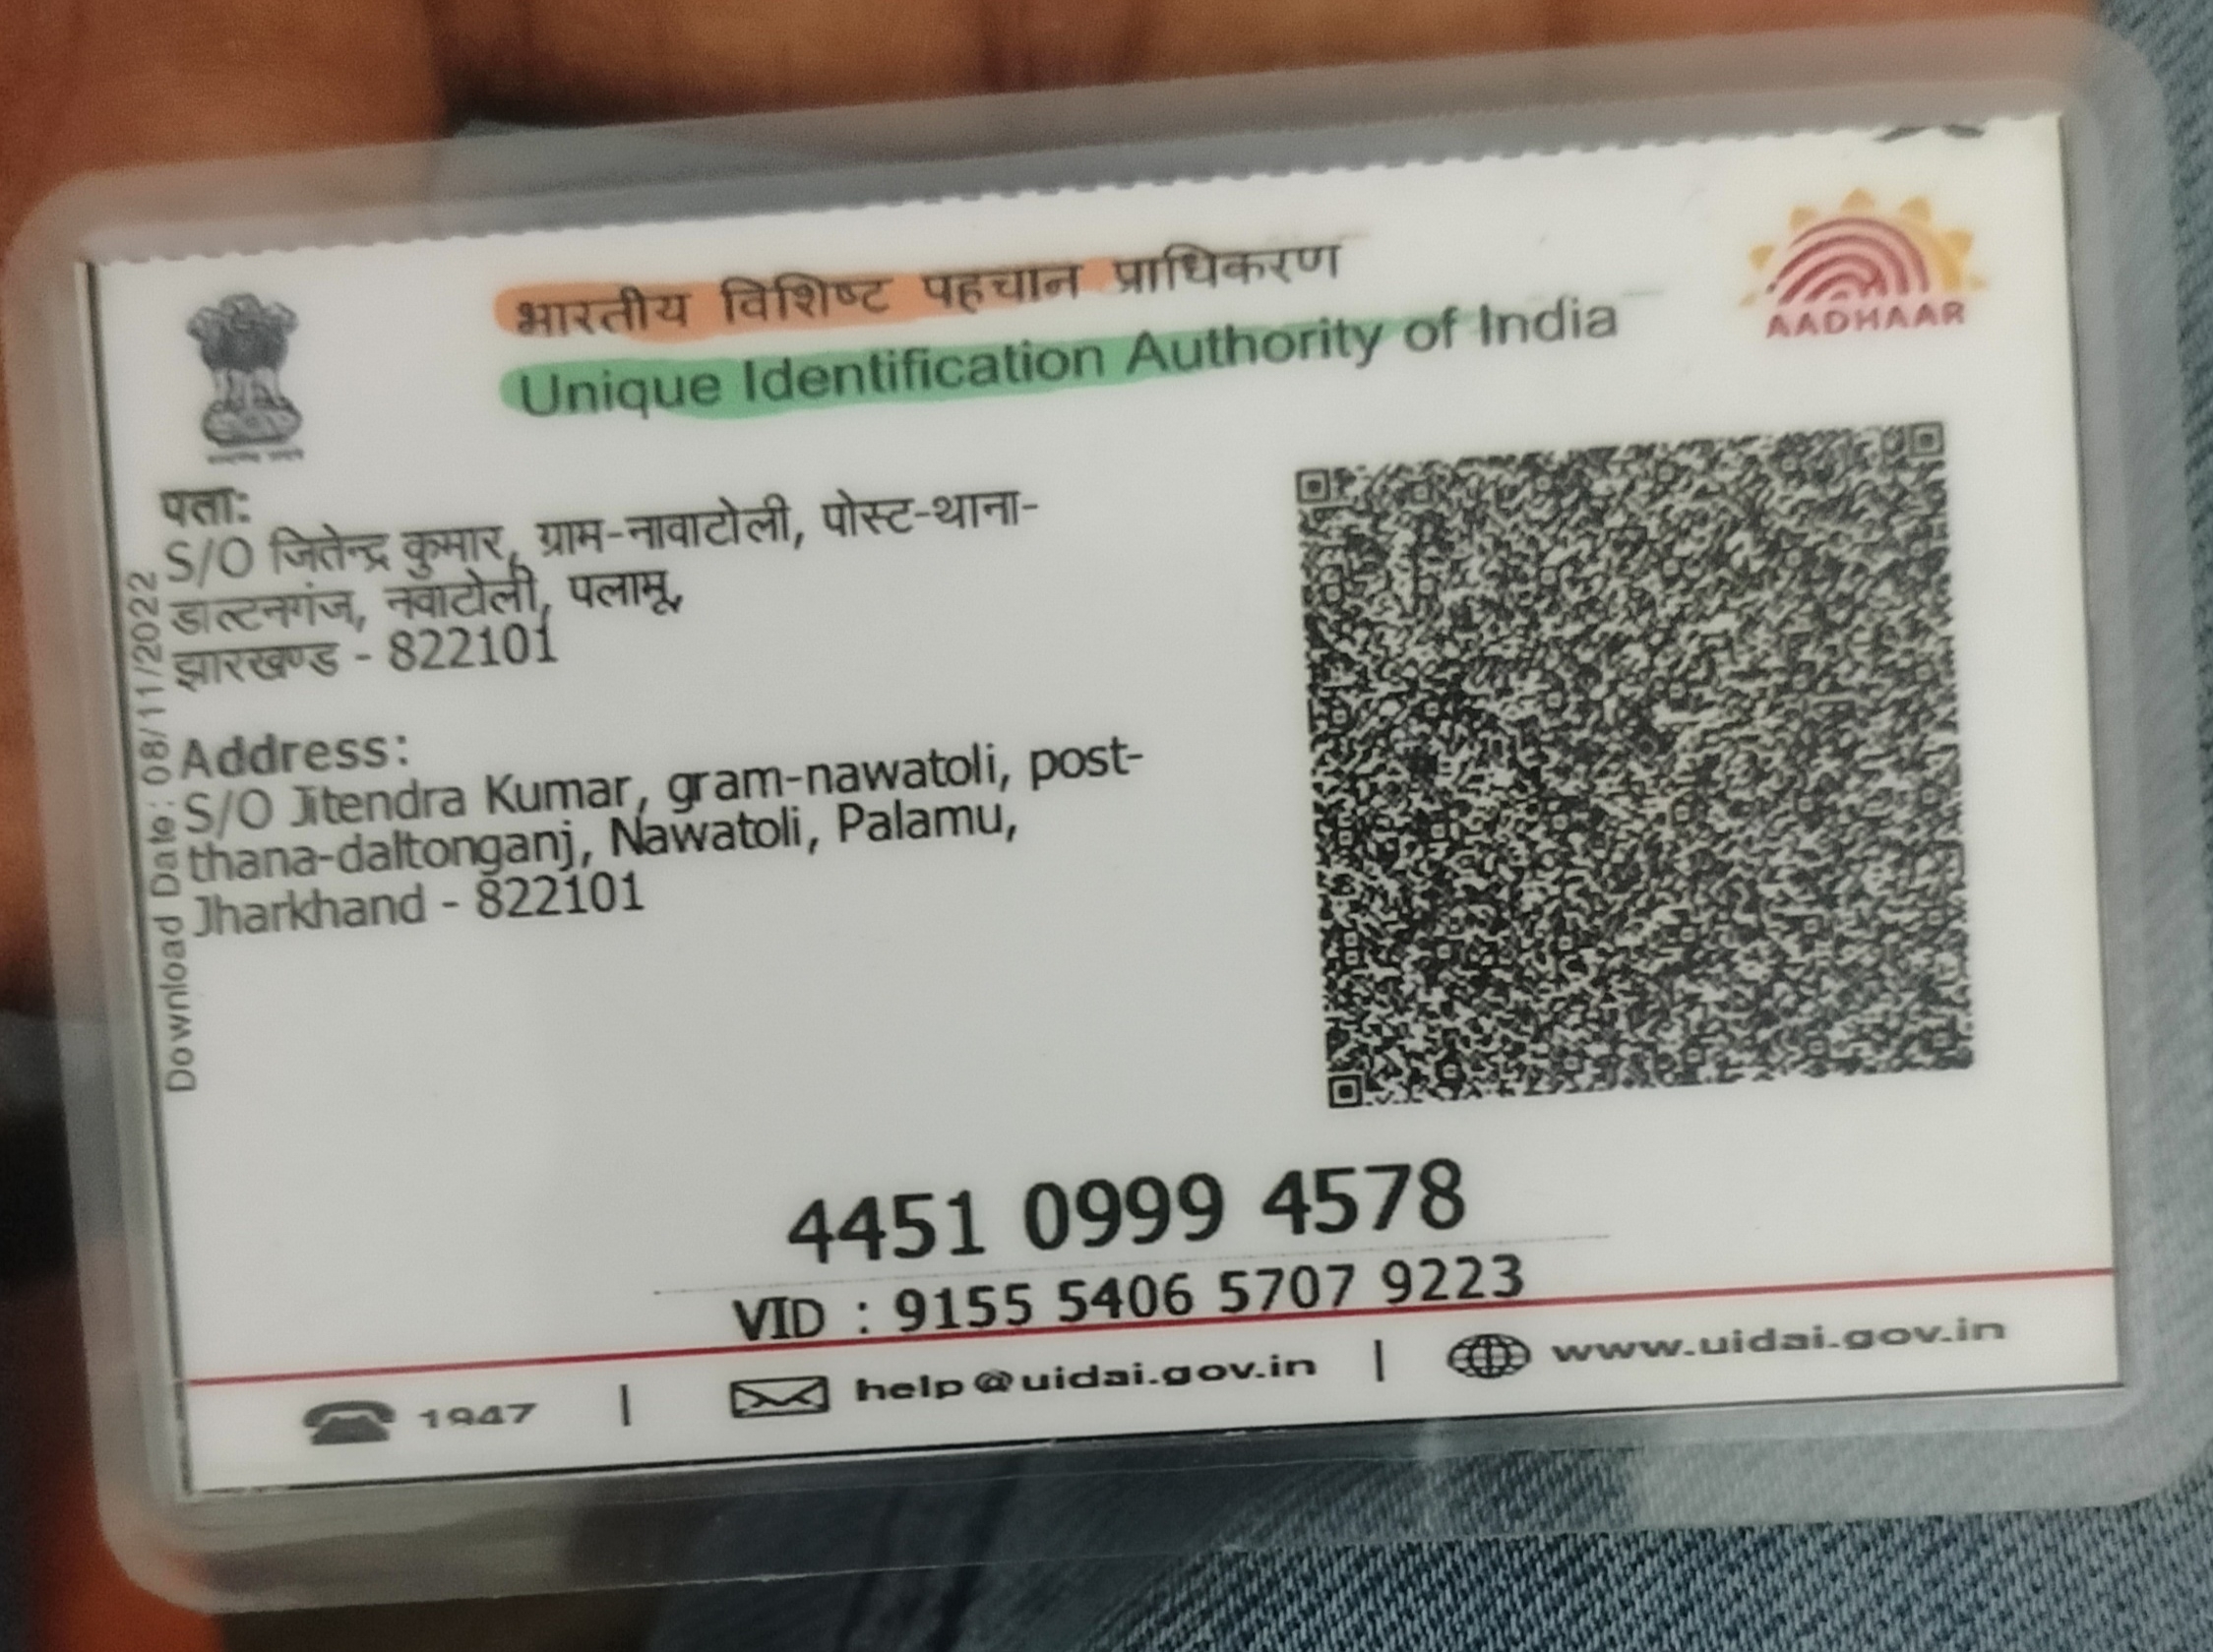 भारतीय विशिष्ट पहचान प्राधिकरण
Unique Identification Authority of India
AADHAAR
पता:
S/O जितेन्द्र कुमार, ग्राम-नावाटोली, पोस्ट-थाना-
डाल्टनगंज, नवाटोली, पलामू,
झारखण्ड - 822101
Address:
S/O Jitendra Kumar, gram-nawatoli, post-
thana-daltonganj, Nawatoli, Palamu,
Jharkhand - 822101
Download Date: 08/11/2022
4451 0999 4578
VID : 9155 5406 5707 9223
1947 | help@uidai.gov.in | www.uidai.gov.in